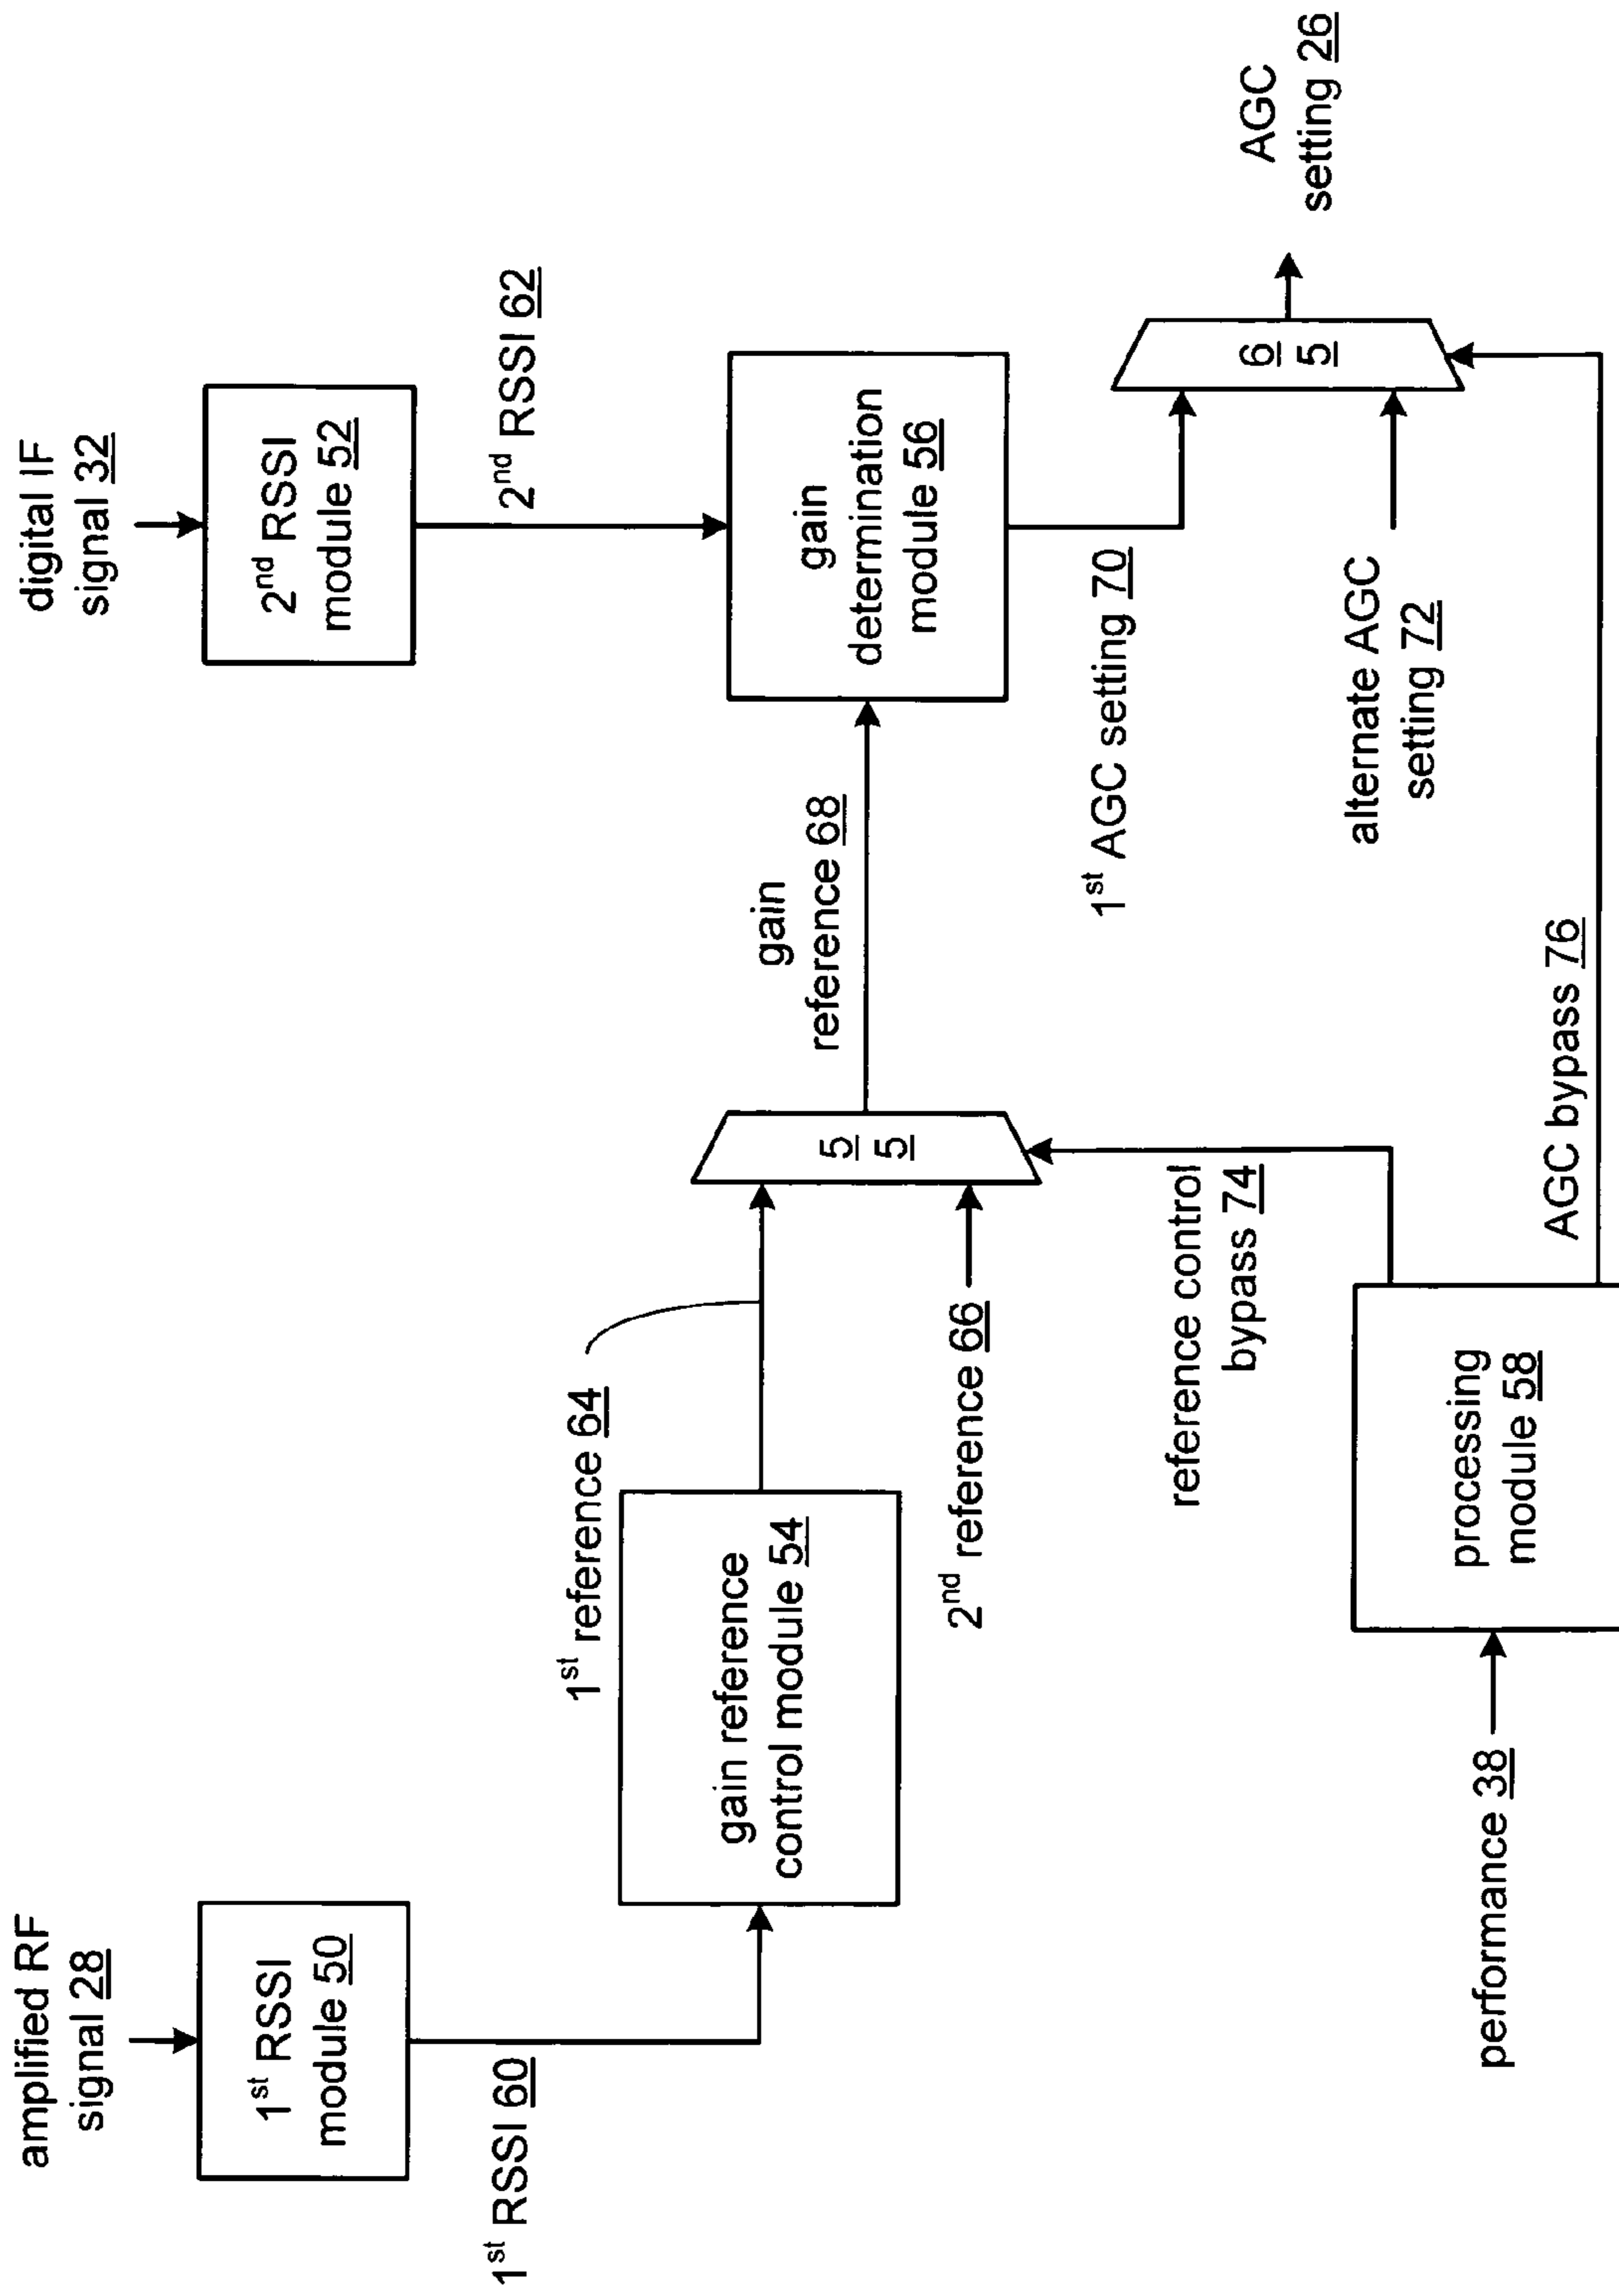 amplified RF
signal 28
1st RSSI
module 50
1st RSSI 60
gain reference
control module 54
1st reference 64
2nd reference 66
5
5
reference control
bypass 74
performance 38
processing
module 58
AGC bypass 76
gain
reference 68
digital IF
signal 32
2nd RSSI
module 52
2nd RSSI 62
gain
determination
module 56
1st AGC setting 70
alternate AGC
setting 72
6
5
AGC
setting 26